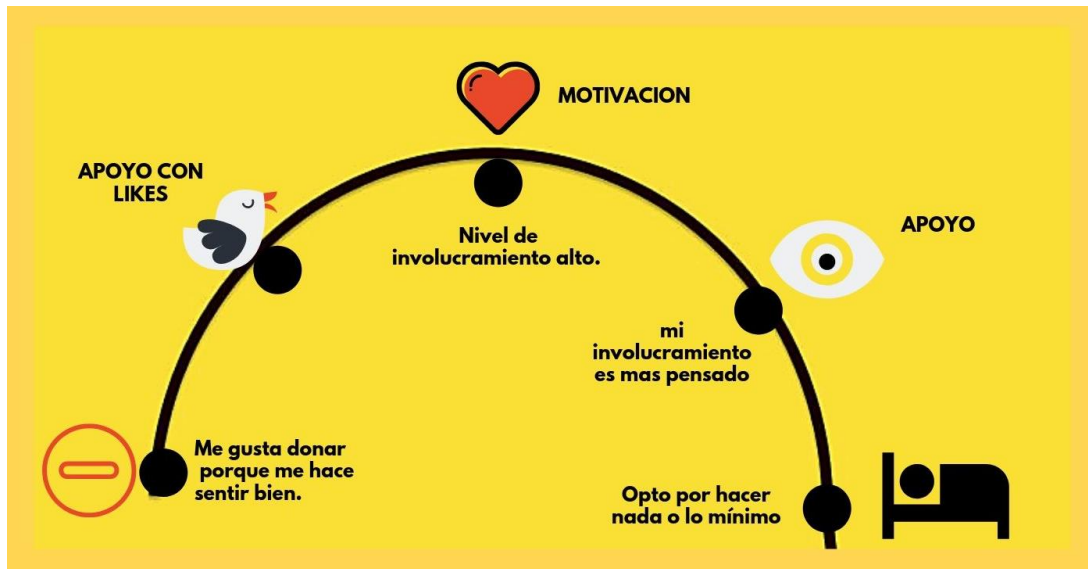 MOTIVACION
APOYO CON
LIKES
Nivel de
involucramiento alto.
APOYO
mi
involucramiento
es mas pensado
Me gusta donar
porque me hace
sentir bien.
Opto por hacer
nada o lo mínimo